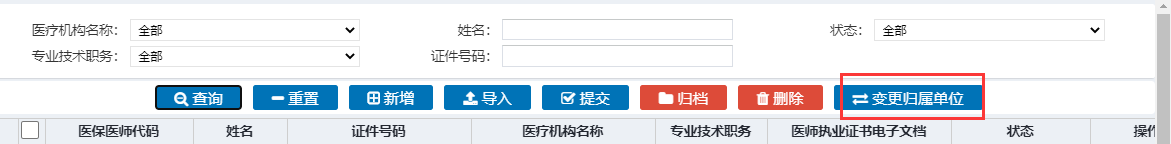 医疗机构名称： 全部 姓名： 状态： 全部
专业技术职务： 全部 证件号码：
查询 重置 新增 导入 提交 归档 删除 变更归属单位
医保医师代码 姓名 证件号码 医疗机构名称 专业技术职务 医师执业证书电子文档 状态 操作